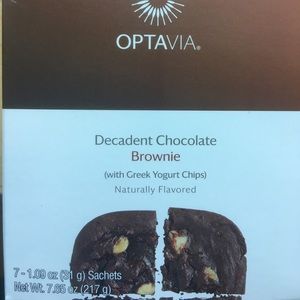 OPTAVIA®
Decadent Chocolate
Brownie
(with Greek Yogurt Chips)
Naturally Flavored
7 - 1.09 oz (31 g) Sachets
Net Wt. 7.65 oz (217 g)